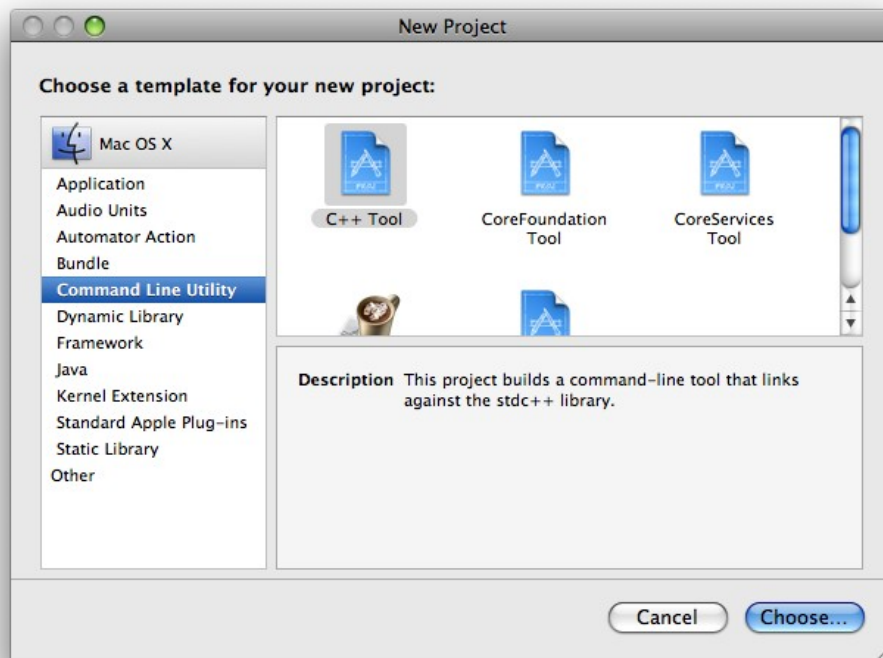 New Project
Choose a template for your new project:
Mac OS X
Application
Audio Units
Automator Action
Bundle
Command Line Utility
Dynamic Library
Framework
Java
Kernel Extension
Standard Apple Plug-ins
Static Library
Other
C++ Tool
CoreFoundation
Tool
CoreServices
Tool
Description This project builds a command-line tool that links
against the stdc++ library.
Cancel
Choose...